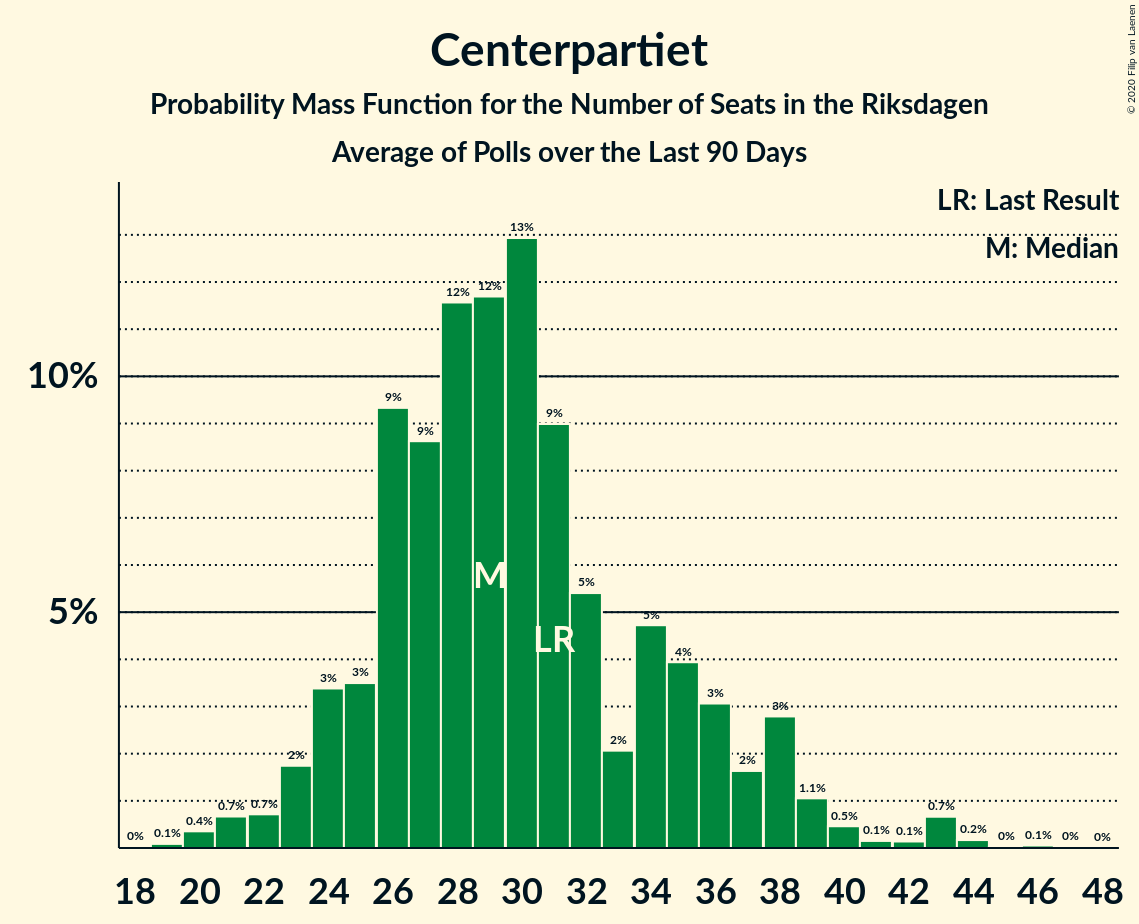 Centerpartiet
Probability Mass Function for the Number of Seats in the Riksdagen
Average of Polls over the Last 90 Days
© 2020 Filip van Laenen
LR: Last Result
M: Median
10%
5%
0% 0.1% 0.4% 0.7% 0.7% 2% 3% 3% 9% 9% 12% 12% 13% 9% 5% 2% 5% 4% 3% 2% 3% 1.1% 0.5% 0.1% 0.1% 0.7% 0.2% 0% 0.1% 0% 0%
M
LR
18 20 22 24 26 28 30 32 34 36 38 40 42 44 46 48